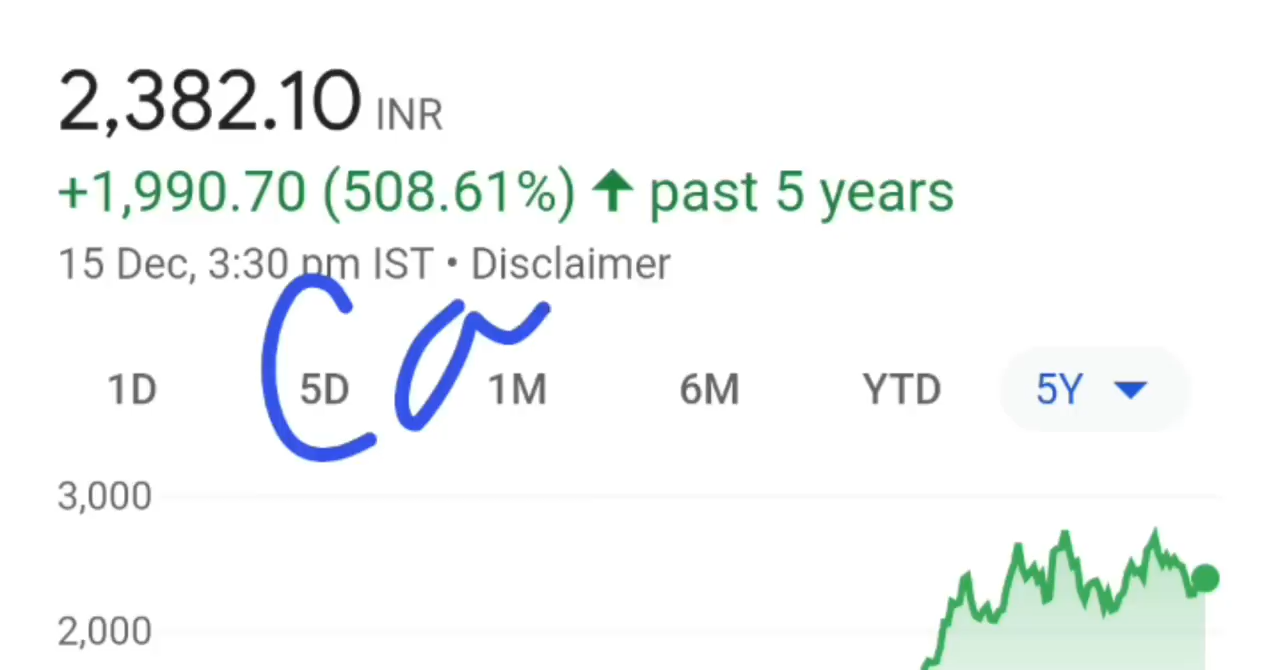 2,382.10 INR
+1,990.70 (508.61%) ↑ past 5 years
15 Dec, 3:30 pm IST • Disclaimer
Ca
1D 5D 1M 6M YTD 5Y
3,000
2,000